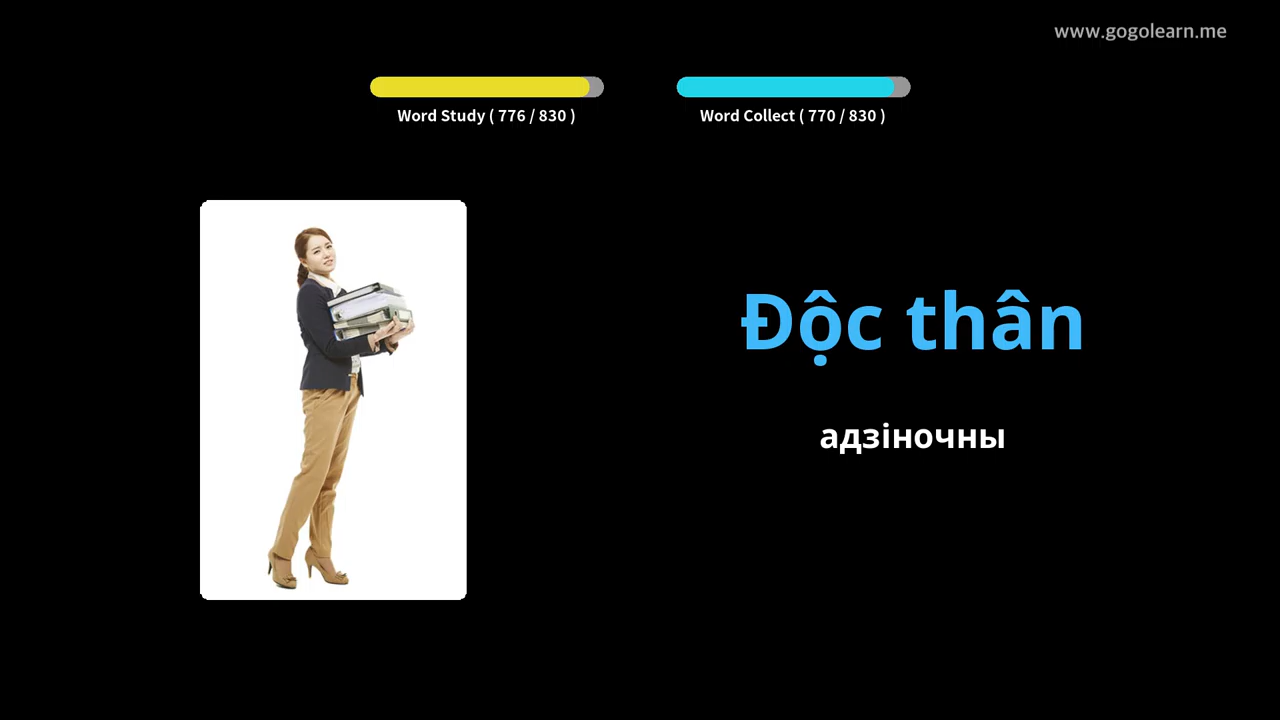 www.gogolearn.me
Word Study ( 776 / 830 )
Word Collect ( 770 / 830 )
Độc thân
адзіночны